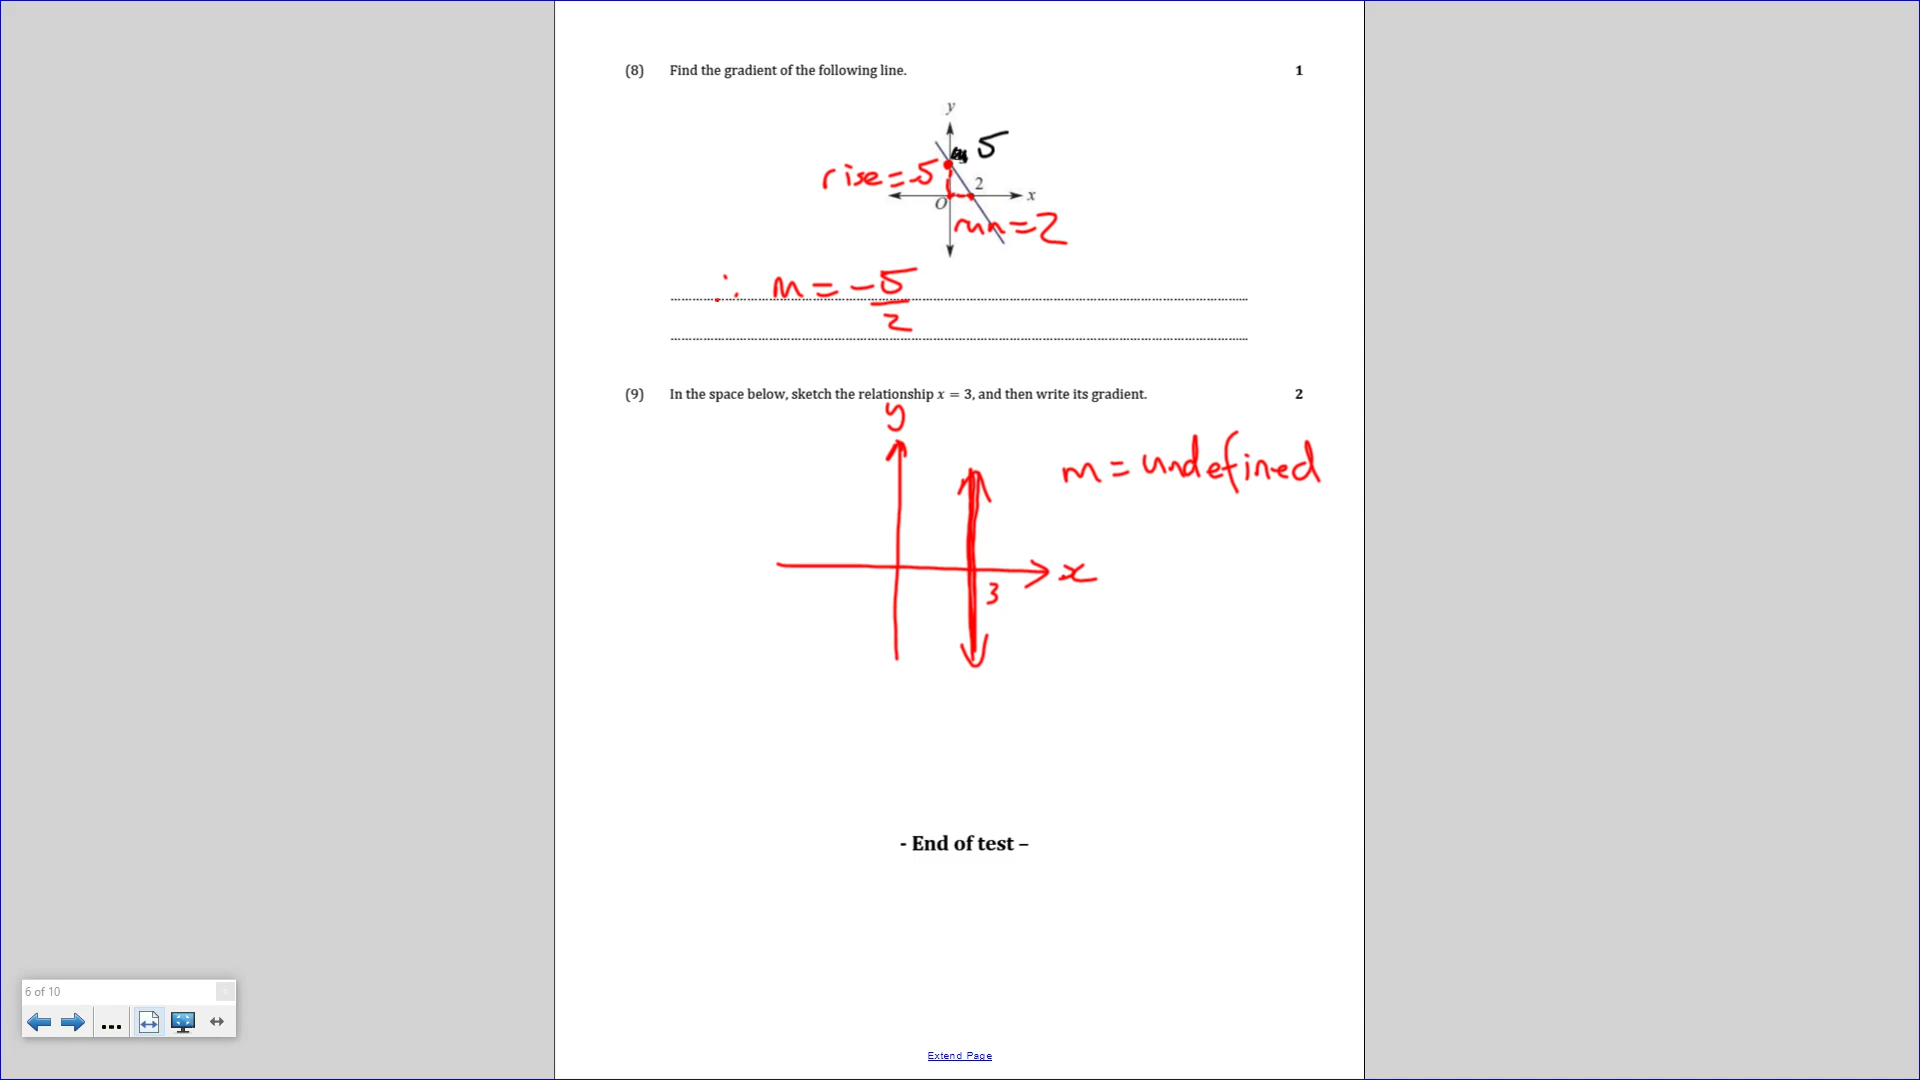 (8) Find the gradient of the following line. 1
y
5
rise = 5
2
x
O
run = 2
∴ m = -5/2
(9) In the space below, sketch the relationship x = 3, and then write its gradient. 2
y
m = undefined
x
3
- End of test –
6 of 10
...
Extend Page